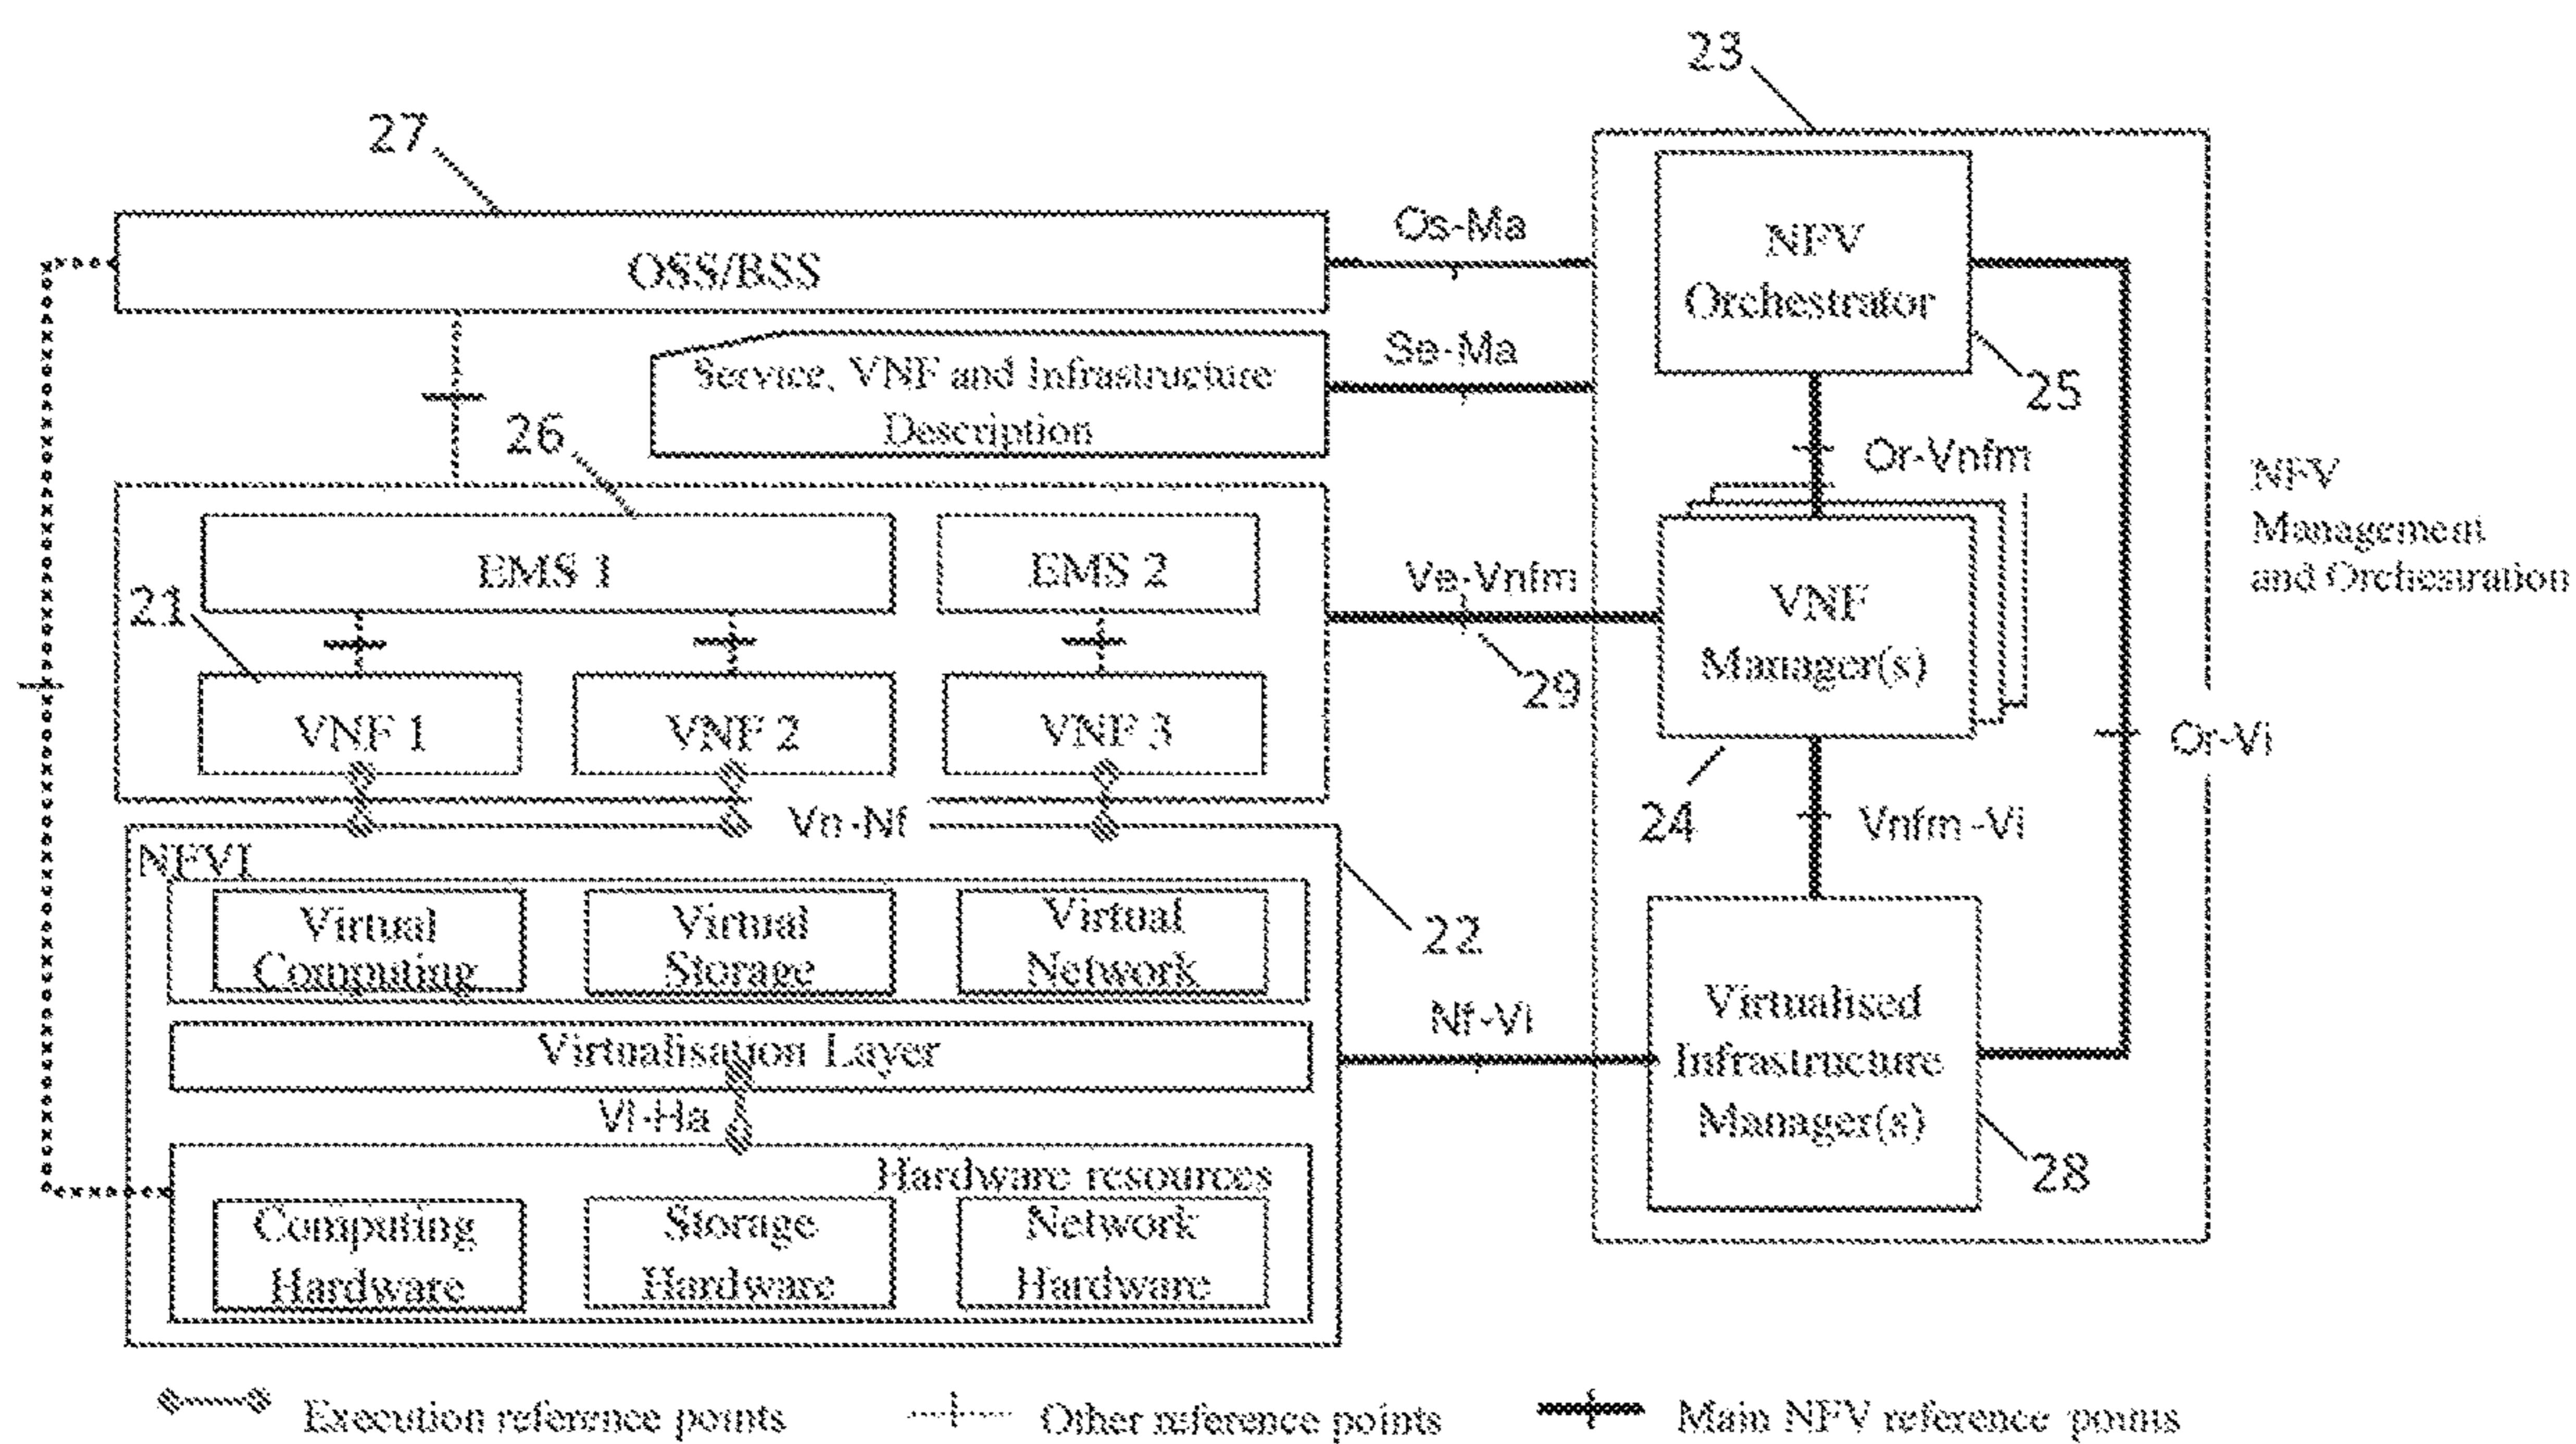 23
27
Os-Ma
NFV
Orchestrator
OSS/BSS
Se-Ma
Service, VNF and Infrastructure
Description
25
26
Or-Vnfm
NFV
Management
and Orchestration
EMS 1
EMS 2
Ve-Vnfm
VNF
Manager(s)
21
29
VNF 1
VNF 2
VNF 3
Or-Vi
24
Vnfm -Vi
Vn -Nf
NFVI
Virtual
Computing
Virtual
Storage
Virtual
Network
22
Nf-Vi
Virtualised
Infrastructure
Manager(s)
Virtualisation Layer
Vl-Ha
28
Hardware resources
Computing
Hardware
Storage
Hardware
Network
Hardware
Execution reference points
Other reference points
Main NFV reference points